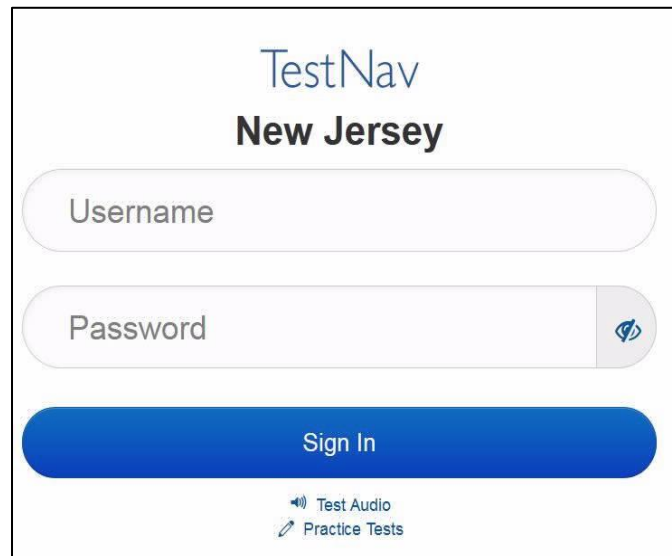 TestNav
New Jersey
Username
Password
Sign In
Test Audio
Practice Tests